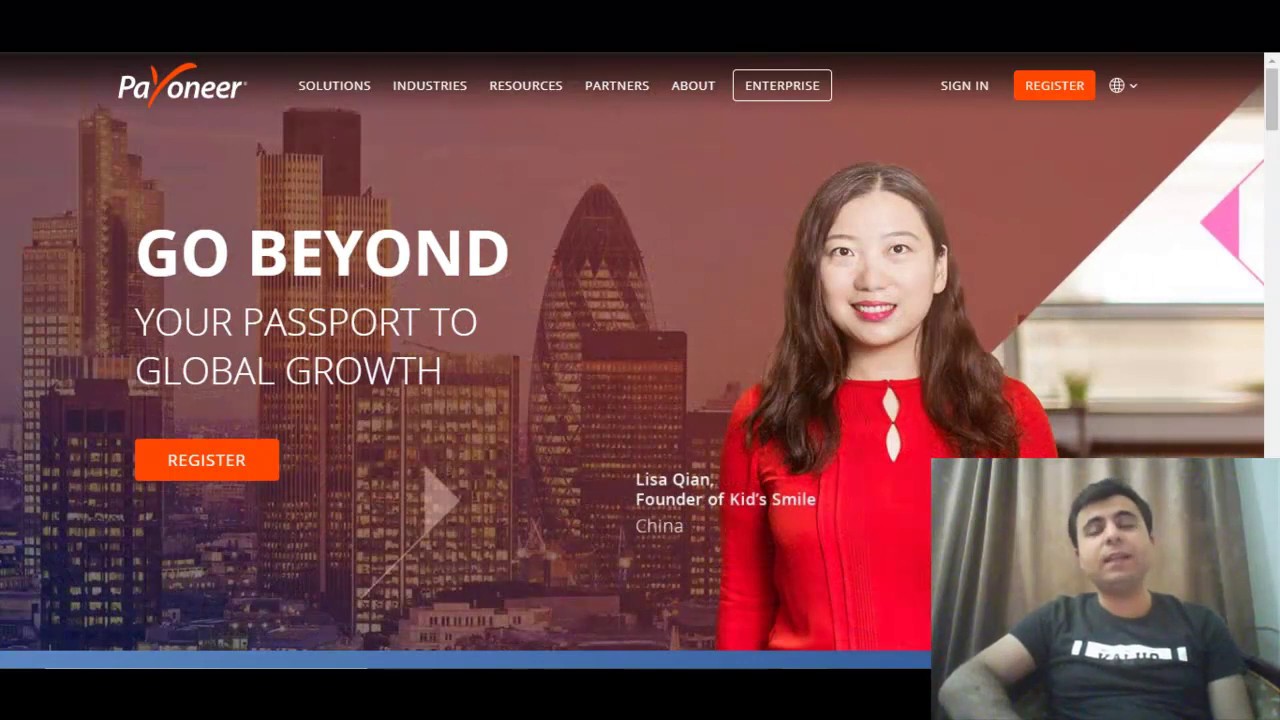 Payoneer
SOLUTIONS INDUSTRIES RESOURCES PARTNERS ABOUT ENTERPRISE SIGN IN REGISTER
GO BEYOND
YOUR PASSPORT TO
GLOBAL GROWTH
REGISTER
Lisa Qian,
Founder of Kid's Smile
China